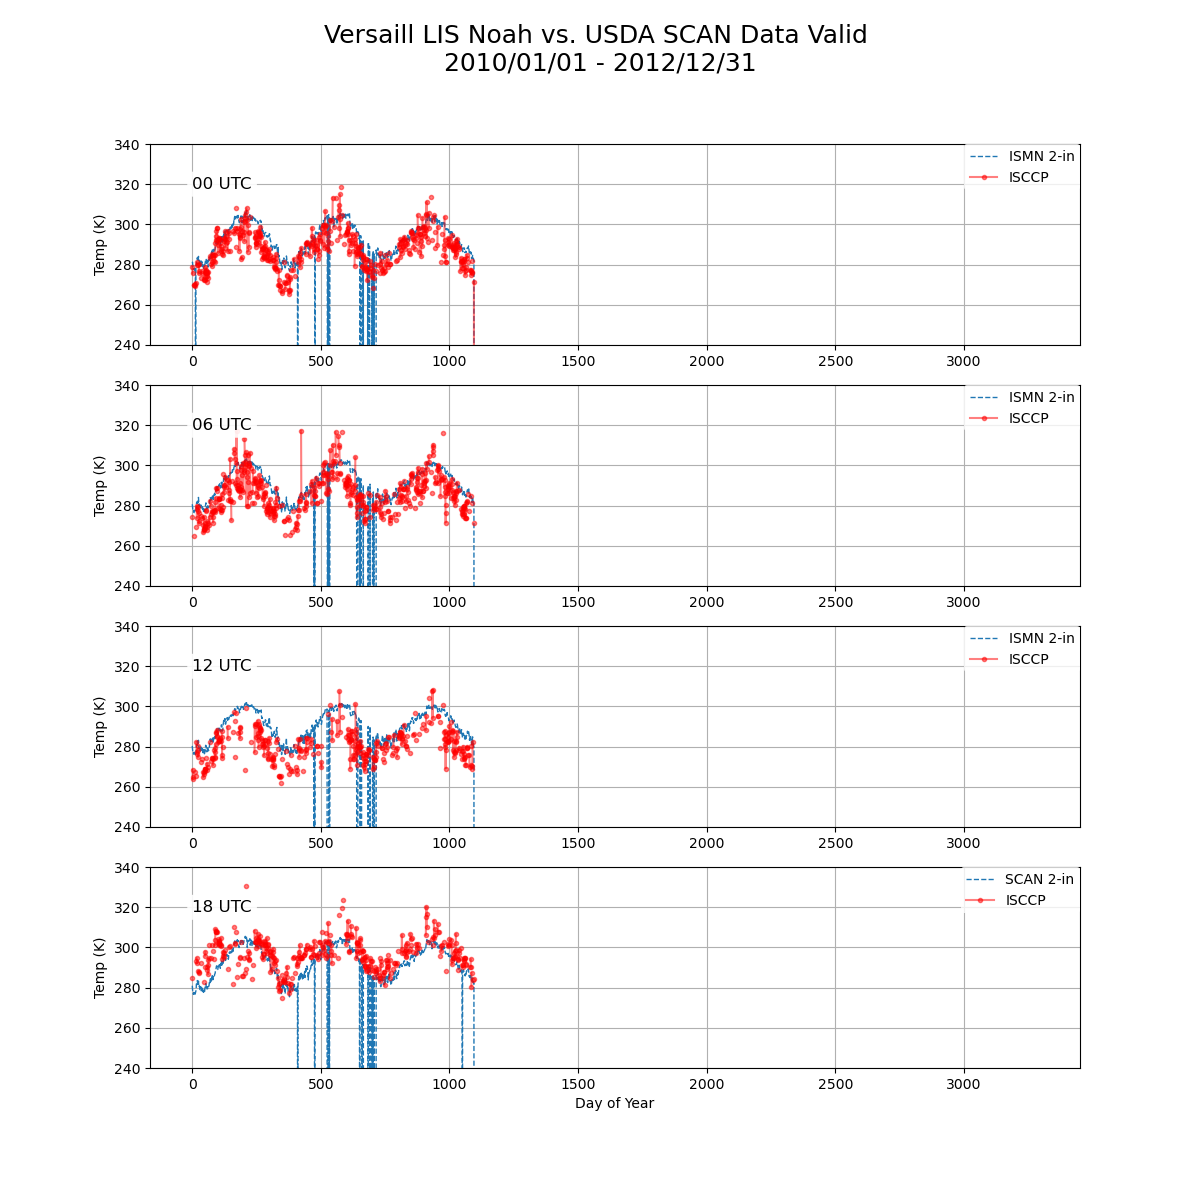 Versaill LIS Noah vs. USDA SCAN Data Valid
2010/01/01 - 2012/12/31
340
320
300
280
260
240
Temp (K)
00 UTC
ISMN 2-in
ISCCP
0 500 1000 1500 2000 2500 3000
340
320
300
280
260
240
Temp (K)
06 UTC
ISMN 2-in
ISCCP
0 500 1000 1500 2000 2500 3000
340
320
300
280
260
240
Temp (K)
12 UTC
ISMN 2-in
ISCCP
0 500 1000 1500 2000 2500 3000
340
320
300
280
260
240
Temp (K)
18 UTC
SCAN 2-in
ISCCP
0 500 1000 1500 2000 2500 3000
Day of Year